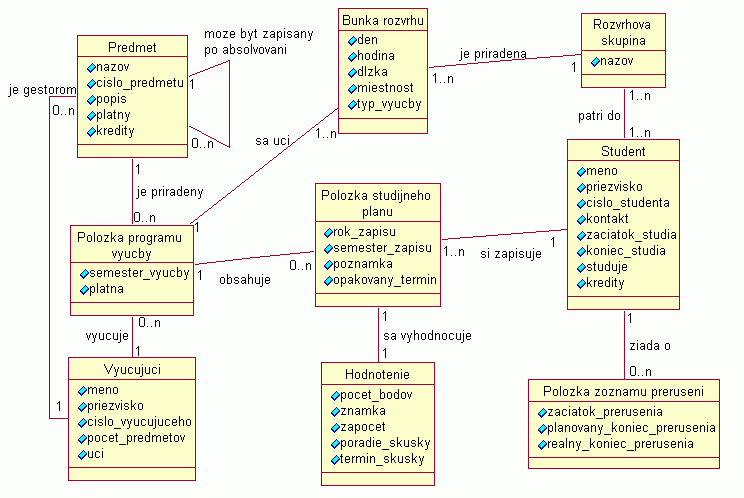 Predmet
nazov
cislo_predmetu
popis
platny
kredity
moze byt zapisany
po absolvovani
1
0..n
je gestorom
0..n
1
Bunka rozvrhu
den
hodina
dlzka
miestnost
typ_vyucby
je priradena
1..n
1
Rozvrhova
skupina
nazov
1..n
patri do
1..n
sa uci
1..n
1
1
je priradeny
0..n
Student
meno
priezvisko
cislo_studenta
kontakt
zaciatok_studia
koniec_studia
studuje
kredity
Polozka studijneho
planu
rok_zapisu
semester_zapisu
poznamka
opakovany_termin
1..n
si zapisuje
1
Polozka programu
vyucby
semester_vyucby
platna
1
obsahuje
0..n
0..n
vyucuje
1
1
sa vyhodnocuje
1
1
ziada o
0..n
Vyucujuci
meno
priezvisko
cislo_vyucujuceho
pocet_predmetov
uci
Hodnotenie
pocet_bodov
znamka
zapocet
poradie_skusky
termin_skusky
Polozka zoznamu preruseni
zaciatok_prerusenia
planovany_koniec_prerusenia
realny_koniec_prerusenia